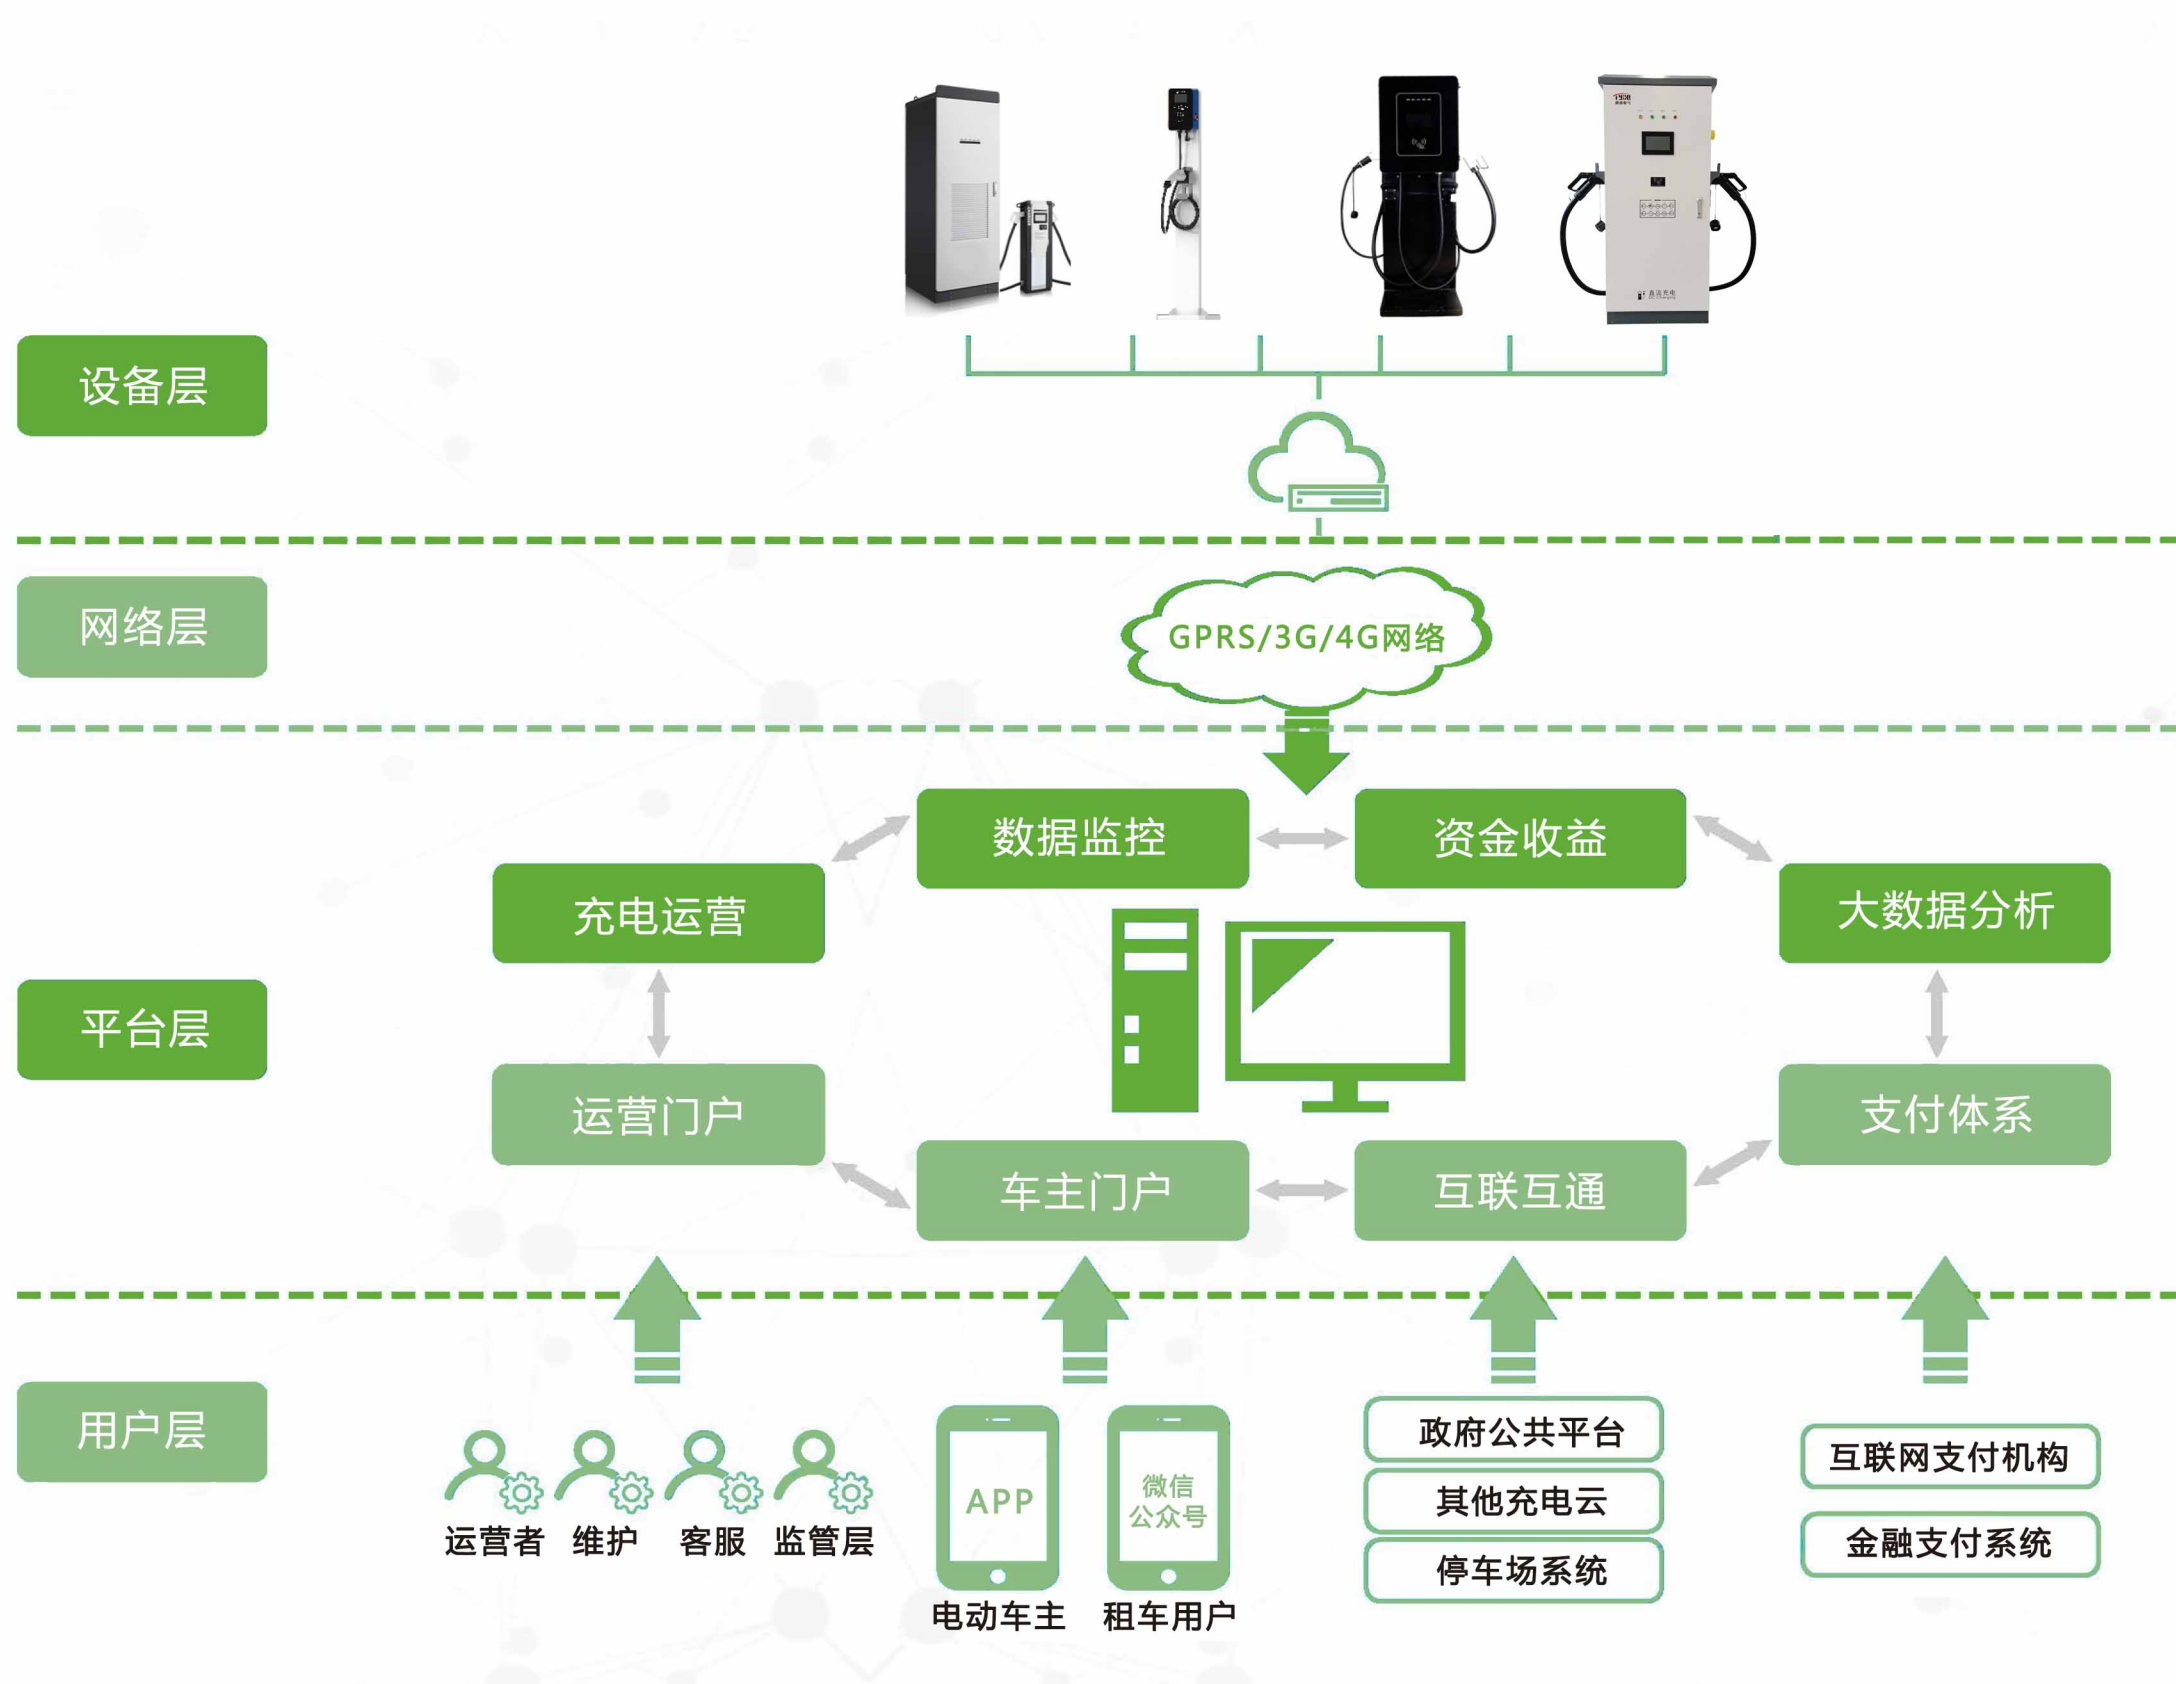 直流充电
设备层
网络层
GPRS/3G/4G网络
数据监控
资金收益
充电运营
大数据分析
平台层
运营门户
支付体系
车主门户
互联互通
用户层
运营者
维护
客服
监管层
APP
电动车主
微信
公众号
租车用户
政府公共平台
其他充电云
停车场系统
互联网支付机构
金融支付系统